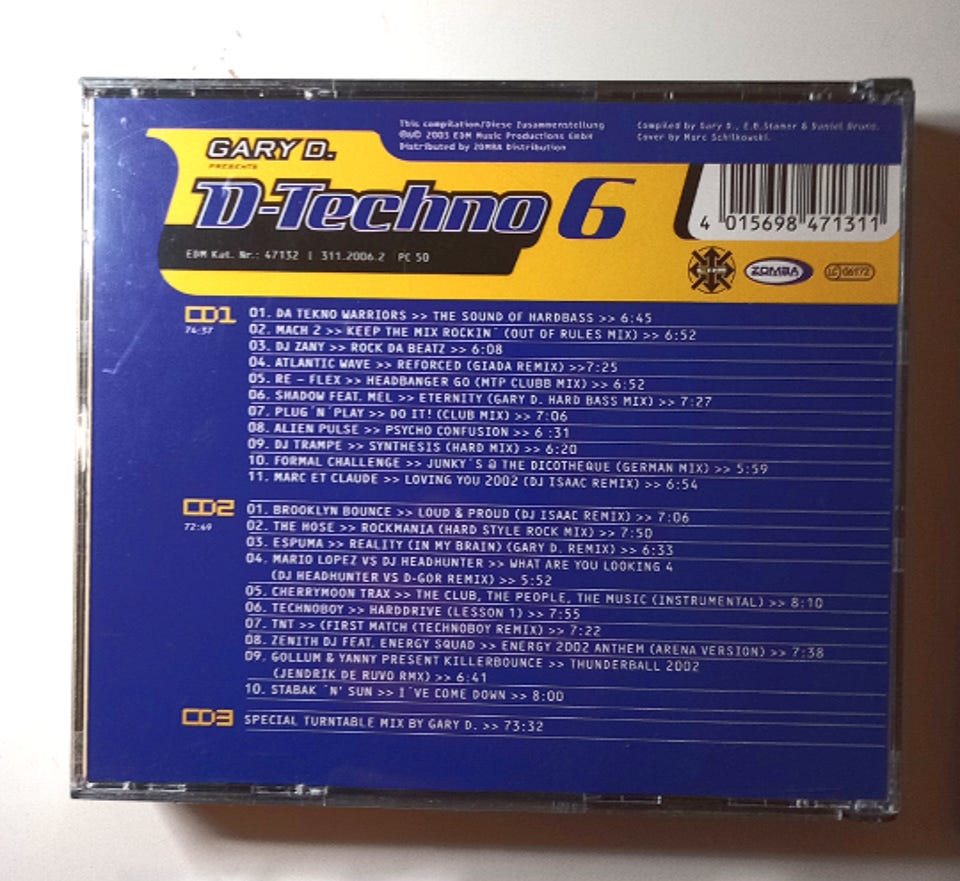 This compilation/Diese Zusammenstellung
℗&© 2003 EDM Music Productions GmbH
Distributed by ZOMBA Distribution
Compiled by Gary D., E.B.Stamer & Daniel Bruns.
Cover by Marc Schilkowski.
GARY D.
PRESENTS
D-Techno 6
4 015698 471311
EDM Kat. Nr.: 47132 | 311.2006.2 PC 50
ZOMBA
LC 06172
CD1
74:37
01. DA TEKNO WARRIORS >> THE SOUND OF HARDBASS >> 6:45
02. MACH 2 >> KEEP THE MIX ROCKIN´ (OUT OF RULES MIX) >> 6:52
03. DJ ZANY >> ROCK DA BEATZ >> 6:08
04. ATLANTIC WAVE >> REFORCED (GIADA REMIX) >>7:25
05. RE – FLEX >> HEADBANGER GO (MTP CLUBB MIX) >> 6:52
06. SHADOW FEAT. MEL >> ETERNITY (GARY D. HARD BASS MIX) >> 7:27
07. PLUG´N´PLAY >> DO IT! (CLUB MIX) >> 7:06
08. ALIEN PULSE >> PSYCHO CONFUSION >> 6 :31
09. DJ TRAMPE >> SYNTHESIS (HARD MIX) >> 6:20
10. FORMAL CHALLENGE >> JUNKY´S @ THE DICOTHEQUE (GERMAN MIX) >> 5:59
11. MARC ET CLAUDE >> LOVING YOU 2002 (DJ ISAAC REMIX) >> 6:54
CD2
72:49
01. BROOKLYN BOUNCE >> LOUD & PROUD (DJ ISAAC REMIX) >> 7:06
02. THE HOSE >> ROCKMANIA (HARD STYLE ROCK MIX) >> 7:50
03. ESPUMA >> REALITY (IN MY BRAIN) (GARY D. REMIX) >> 6:33
04. MARIO LOPEZ VS DJ HEADHUNTER >> WHAT ARE YOU LOOKING 4
(DJ HEADHUNTER VS D-GOR REMIX) >> 5:52
05. CHERRYMOON TRAX >> THE CLUB, THE PEOPLE, THE MUSIC (INSTRUMENTAL) >> 8:10
06. TECHNOBOY >> HARDDRIVE (LESSON 1) >> 7:55
07. TNT >> (FIRST MATCH (TECHNOBOY REMIX) >> 7:22
08. ZENITH DJ FEAT. ENERGY SQUAD >> ENERGY 2002 ANTHEM (ARENA VERSION) >> 7:38
09. GOLLUM & YANNY PRESENT KILLERBOUNCE >> THUNDERBALL 2002
(JENDRIK DE RUVO RMX) >> 6:41
10. STABAK ´N' SUN >> I´VE COME DOWN >> 8:00
CD3
SPECIAL TURNTABLE MIX BY GARY D. >> 73:32